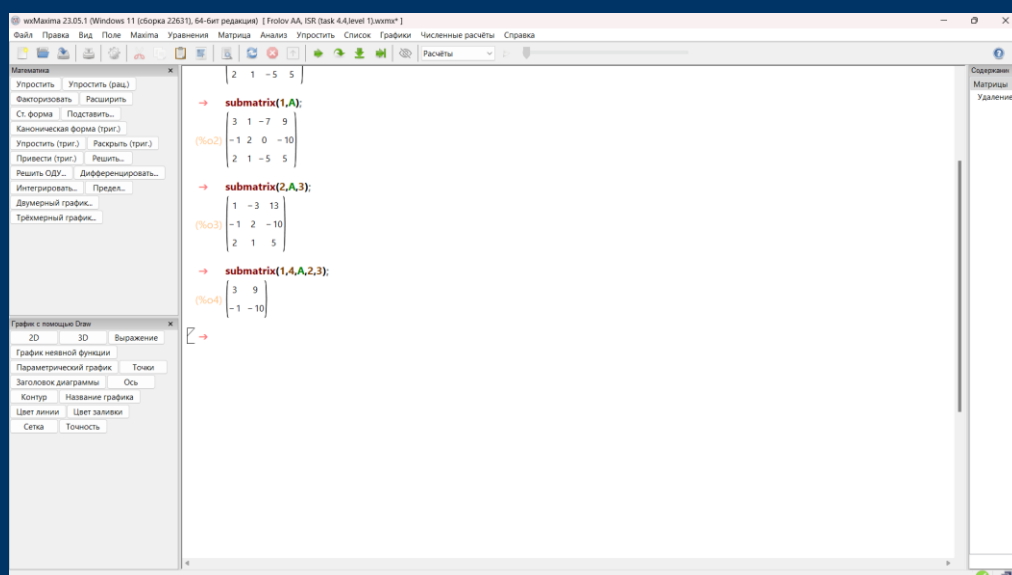 wxMaxima 23.05.1 (Windows 11 (сборка 22631), 64-бит редакция) [ Frolov AA, ISR (task 4.4,level 1).wxmx* ]
Файл Правка Вид Поле Maxima Уравнения Матрица Анализ Упростить Список Графики Численные расчёты Справка
Расчёты
Математика
Упростить Упростить (рац.)
Факторизовать Расширить
Ст. форма Подставить...
Каноническая форма (триг.)
Упростить (триг.) Раскрыть (триг.)
Привести (триг.) Решить...
Решить ОДУ... Дифференцировать...
Интегрировать... Предел...
Двумерный график...
Трёхмерный график...
График с помощью Draw
2D 3D Выражение
График неявной функции
Параметрический график Точки
Заголовок диаграммы Ось
Контур Название графика
Цвет линии Цвет заливки
Сетка Точность
2 1 -5 5
→ submatrix(1,A);
3 1 -7 9
(%o2) -1 2 0 -10
2 1 -5 5
→ submatrix(2,A,3);
1 -3 13
(%o3) -1 2 -10
2 1 5
→ submatrix(1,4,A,2,3);
3 9
(%o4) -1 -10
→
Содержани
Матрицы
Удаление